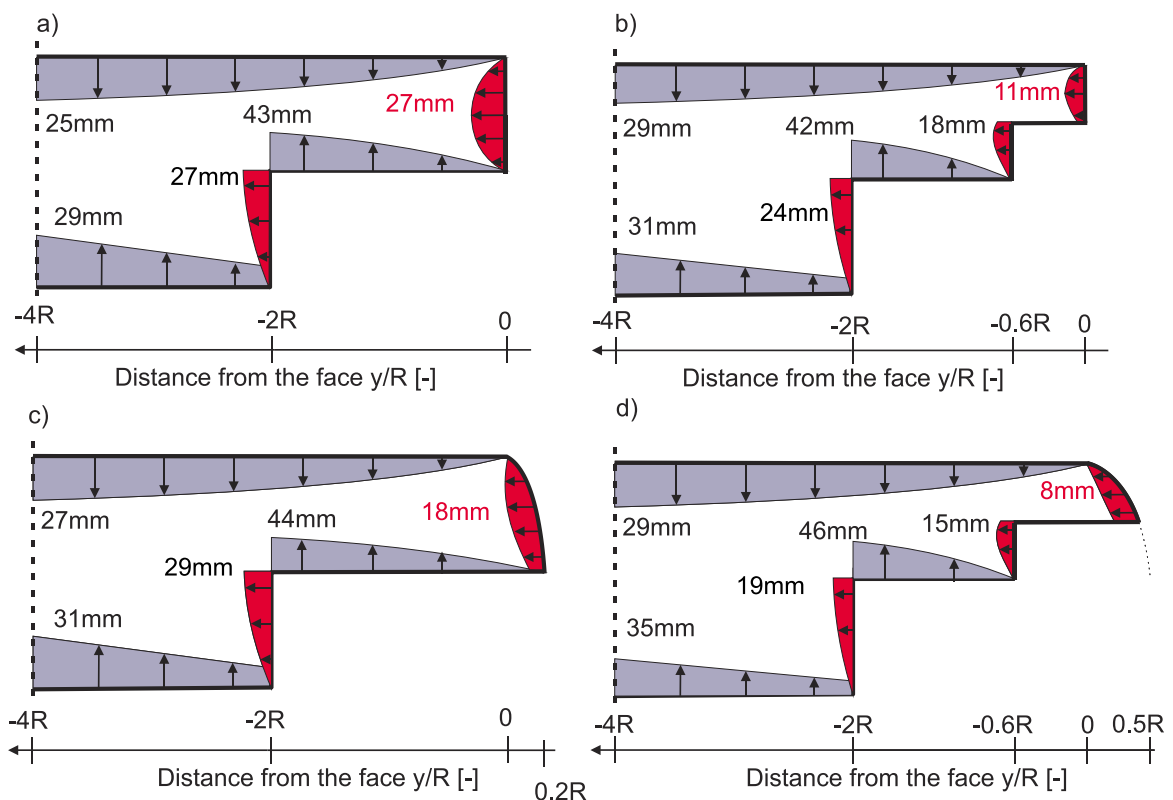 a)
27mm
43mm
25mm
27mm
29mm
-4R
-2R
0
Distance from the face y/R [-]
b)
11mm
29mm
42mm
18mm
24mm
31mm
-4R
-2R
-0.6R
0
Distance from the face y/R [-]
c)
27mm
44mm
18mm
29mm
31mm
-4R
-2R
0
Distance from the face y/R [-]
0.2R
d)
8mm
29mm
46mm
15mm
19mm
35mm
-4R
-2R
-0.6R
0
0.5R
Distance from the face y/R [-]